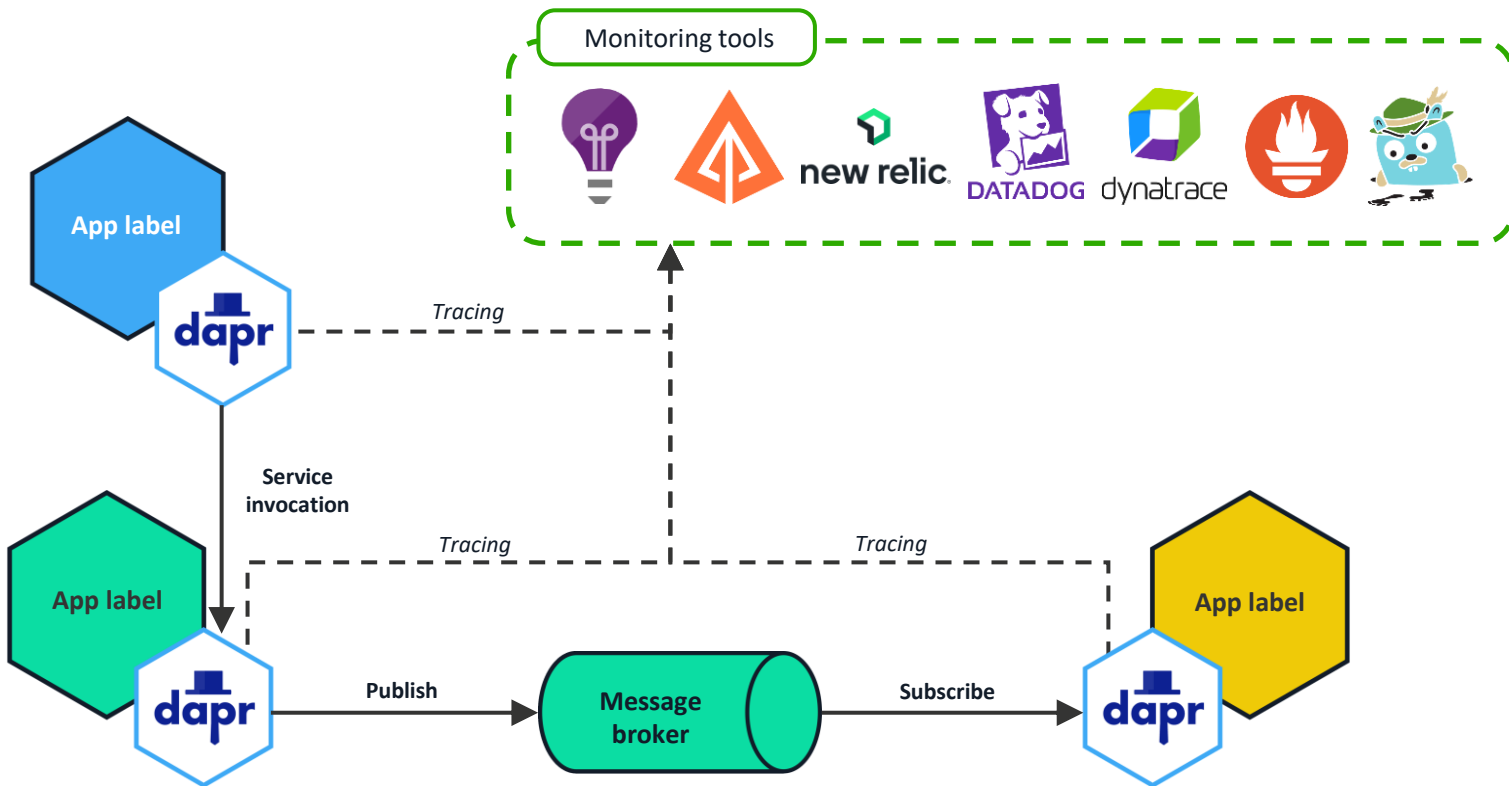 Monitoring tools
new relic.
DATADOG
dynatrace
App label
dapr
Tracing
Service
invocation
Tracing
Tracing
App label
App label
dapr
Publish
Message
broker
Subscribe
dapr